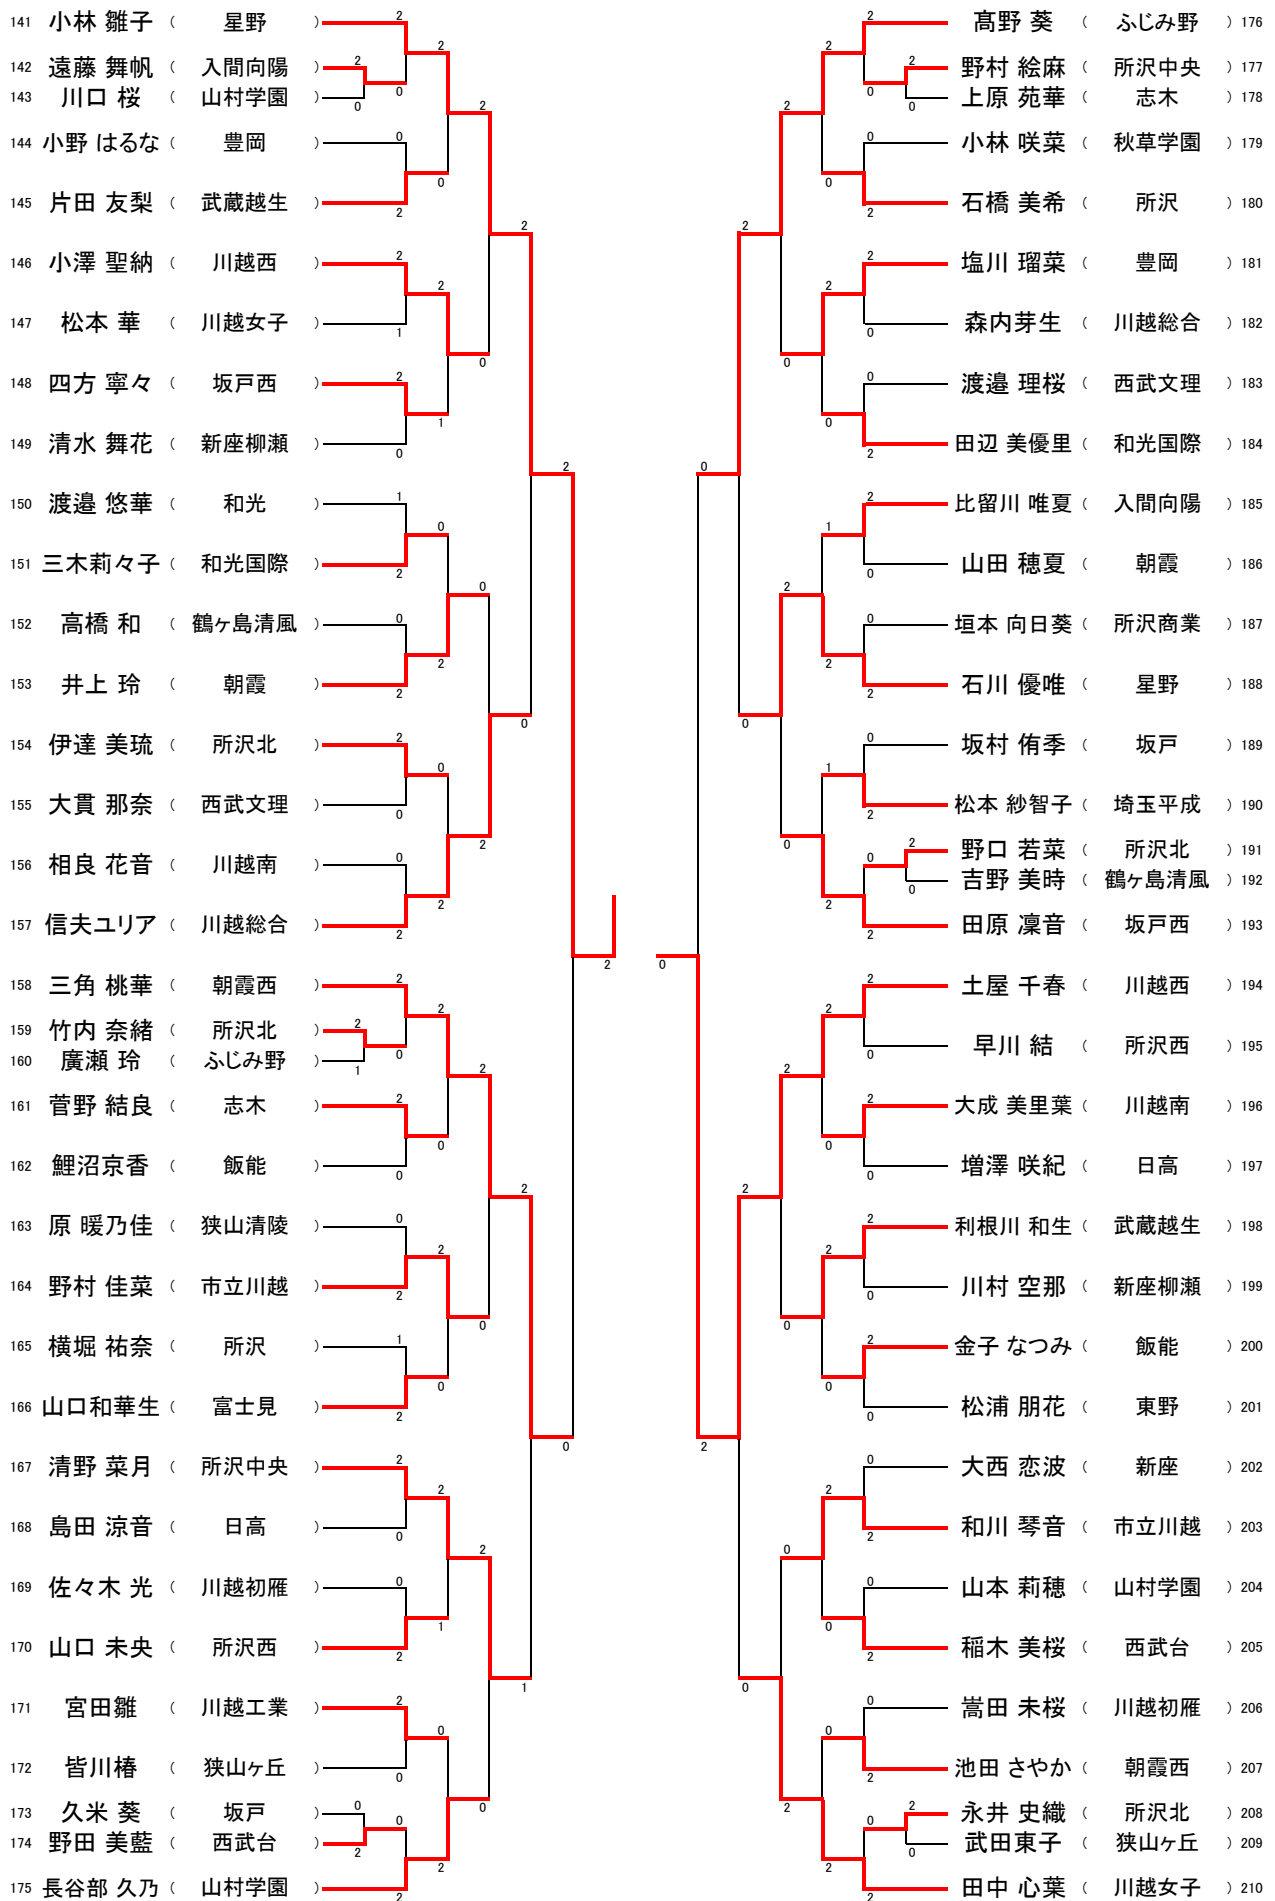 141 小林 雛子 （ 星野 ）
142 遠藤 舞帆 （ 入間向陽 ）
143 川口 桜 （ 山村学園 ）
144 小野 はるな （ 豊岡 ）
145 片田 友梨 （ 武蔵越生 ）
146 小澤 聖納 （ 川越西 ）
147 松本 華 （ 川越女子 ）
148 四方 寧々 （ 坂戸西 ）
149 清水 舞花 （ 新座柳瀬 ）
150 渡邉 悠華 （ 和光 ）
151 三木莉々子 （ 和光国際 ）
152 高橋 和 （ 鶴ヶ島清風 ）
153 井上 玲 （ 朝霞 ）
154 伊達 美琉 （ 所沢北 ）
155 大貫 那奈 （ 西武文理 ）
156 相良 花音 （ 川越南 ）
157 信夫ユリア （ 川越総合 ）
158 三角 桃華 （ 朝霞西 ）
159 竹内 奈緒 （ 所沢北 ）
160 廣瀬 玲 （ ふじみ野 ）
161 菅野 結良 （ 志木 ）
162 鯉沼京香 （ 飯能 ）
163 原 暖乃佳 （ 狭山清陵 ）
164 野村 佳菜 （ 市立川越 ）
165 横堀 祐奈 （ 所沢 ）
166 山口和華生 （ 富士見 ）
167 清野 菜月 （ 所沢中央 ）
168 島田 涼音 （ 日高 ）
169 佐々木 光 （ 川越初雁 ）
170 山口 未央 （ 所沢西 ）
171 宮田雛 （ 川越工業 ）
172 皆川椿 （ 狭山ヶ丘 ）
173 久米 葵 （ 坂戸 ）
174 野田 美藍 （ 西武台 ）
175 長谷部 久乃 （ 山村学園 ）
髙野 葵 （ ふじみ野 ） 176
野村 絵麻 （ 所沢中央 ） 177
上原 苑華 （ 志木 ） 178
小林 咲菜 （ 秋草学園 ） 179
石橋 美希 （ 所沢 ） 180
塩川 瑠菜 （ 豊岡 ） 181
森内芽生 （ 川越総合 ） 182
渡邉 理桜 （ 西武文理 ） 183
田辺 美優里 （ 和光国際 ） 184
比留川 唯夏 （ 入間向陽 ） 185
山田 穂夏 （ 朝霞 ） 186
垣本 向日葵 （ 所沢商業 ） 187
石川 優唯 （ 星野 ） 188
坂村 侑季 （ 坂戸 ） 189
松本 紗智子 （ 埼玉平成 ） 190
野口 若菜 （ 所沢北 ） 191
吉野 美時 （ 鶴ヶ島清風 ） 192
田原 凜音 （ 坂戸西 ） 193
土屋 千春 （ 川越西 ） 194
早川 結 （ 所沢西 ） 195
大成 美里葉 （ 川越南 ） 196
増澤 咲紀 （ 日高 ） 197
利根川 和生 （ 武蔵越生 ） 198
川村 空那 （ 新座柳瀬 ） 199
金子 なつみ （ 飯能 ） 200
松浦 朋花 （ 東野 ） 201
大西 恋波 （ 新座 ） 202
和川 琴音 （ 市立川越 ） 203
山本 莉穂 （ 山村学園 ） 204
稲木 美桜 （ 西武台 ） 205
嵩田 未桜 （ 川越初雁 ） 206
池田 さやか （ 朝霞西 ） 207
永井 史織 （ 所沢北 ） 208
武田東子 （ 狭山ヶ丘 ） 209
田中 心葉 （ 川越女子 ） 210